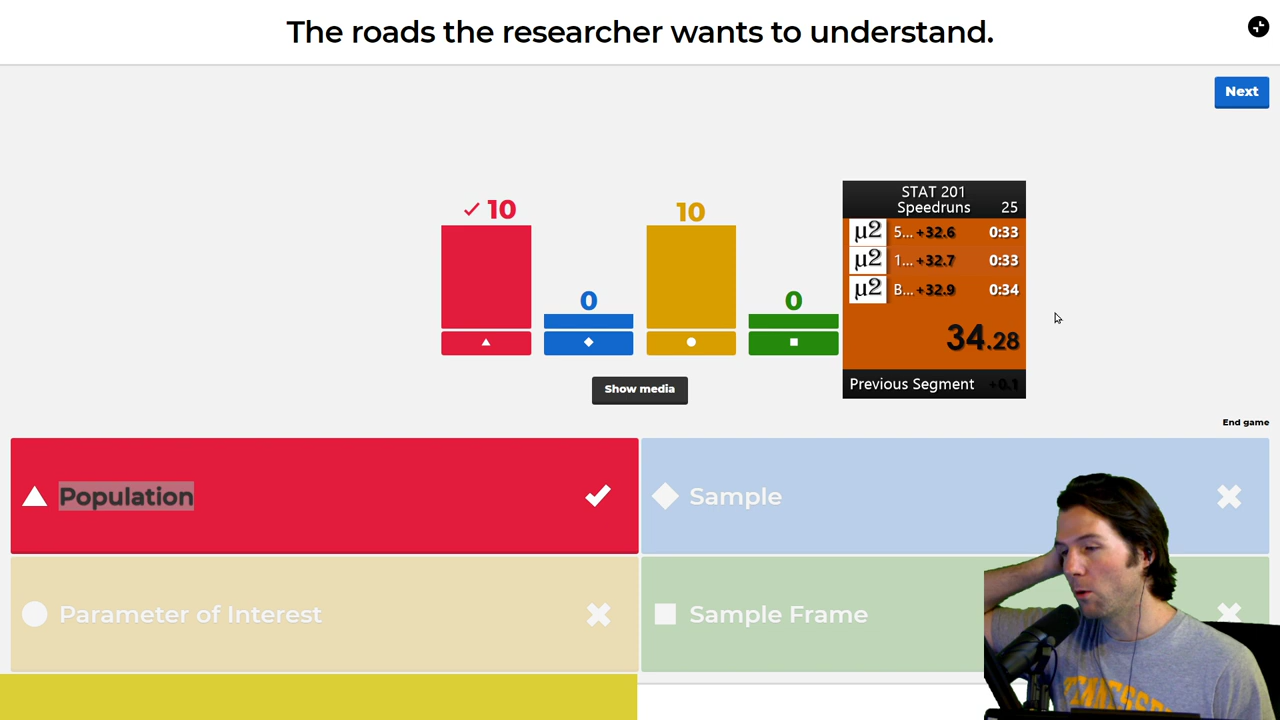 The roads the researcher wants to understand.
Next
10
0
10
0
STAT 201
Speedruns 25
μ2 5... +32.6 0:33
μ2 1... +32.7 0:33
μ2 B... +32.9 0:34
34.28
Previous Segment +0.1
Show media
End game
Population
Sample
Parameter of Interest
Sample Frame